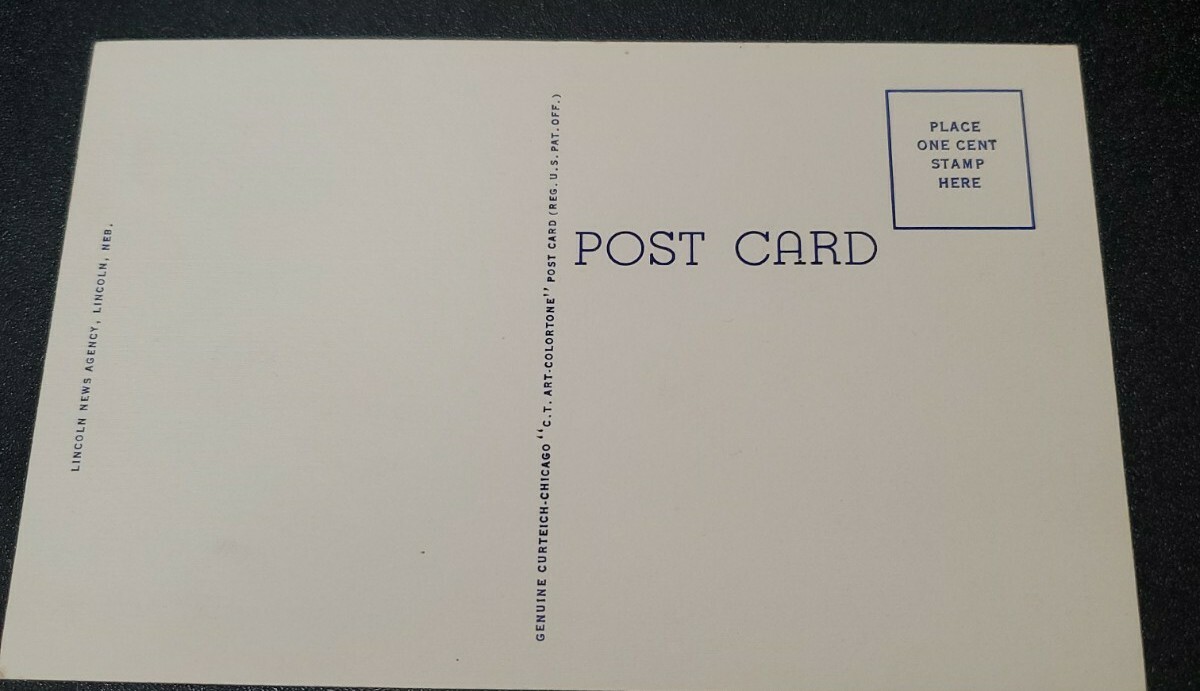 LINCOLN NEWS AGENCY, LINCOLN, NEB.
GENUINE CURTEICH-CHICAGO "C.T. ART-COLORTONE" POST CARD (REG. U.S. PAT. OFF.)
POST CARD
PLACE
ONE CENT
STAMP
HERE